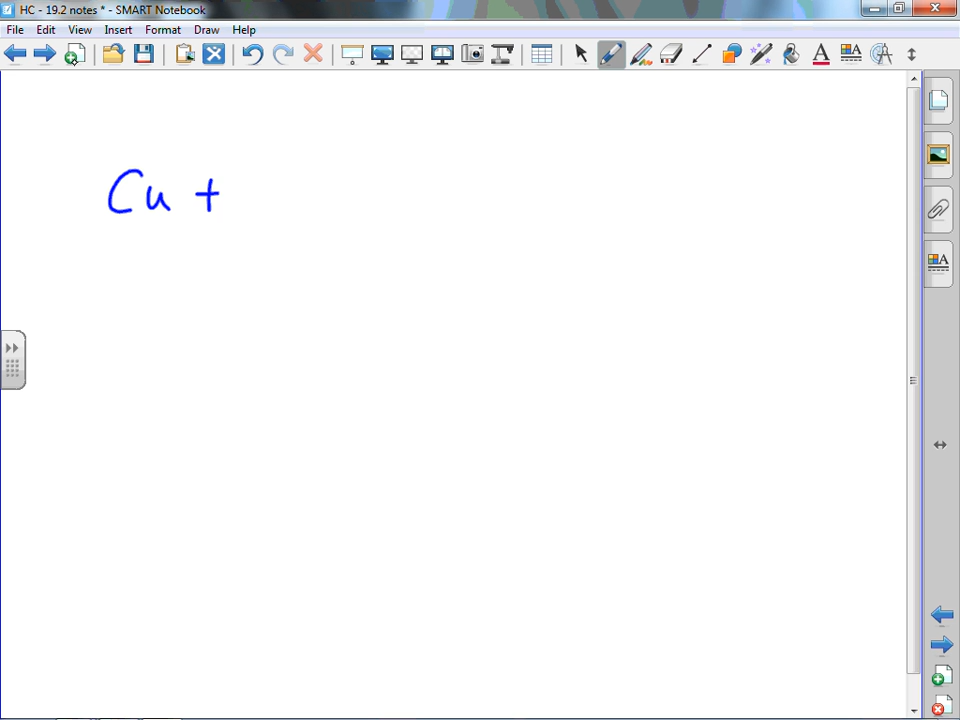 HC - 19.2 notes * - SMART Notebook
File Edit View Insert Format Draw Help
Cu +